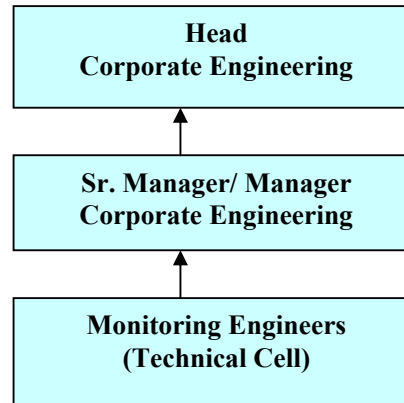 Head
Corporate Engineering
Sr. Manager/ Manager
Corporate Engineering
Monitoring Engineers
(Technical Cell)